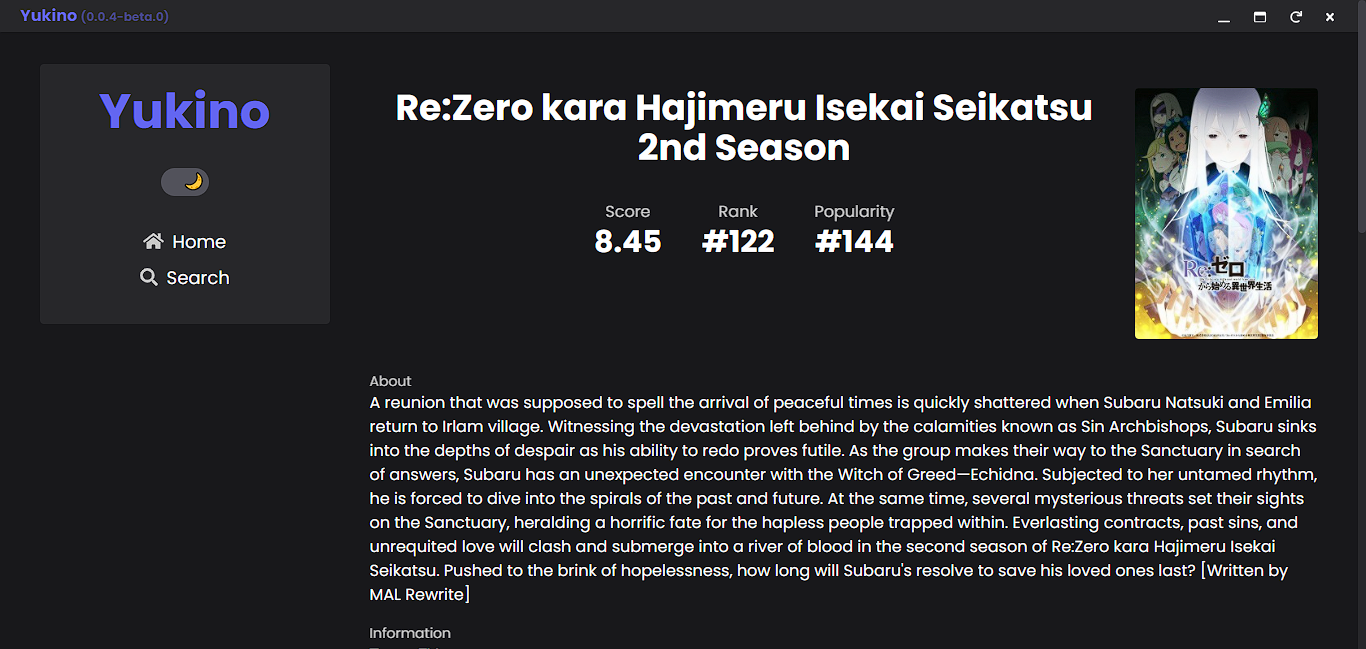 Yukino (0.0.4-beta.0)
Yukino
Home
Search
Re:Zero kara Hajimeru Isekai Seikatsu
2nd Season
Score Rank Popularity
8.45 #122 #144
Re:ゼロ
から始める異世界生活
About
A reunion that was supposed to spell the arrival of peaceful times is quickly shattered when Subaru Natsuki and Emilia
return to Irlam village. Witnessing the devastation left behind by the calamities known as Sin Archbishops, Subaru sinks
into the depths of despair as his ability to redo proves futile. As the group makes their way to the Sanctuary in search
of answers, Subaru has an unexpected encounter with the Witch of Greed—Echidna. Subjected to her untamed rhythm,
he is forced to dive into the spirals of the past and future. At the same time, several mysterious threats set their sights
on the Sanctuary, heralding a horrific fate for the hapless people trapped within. Everlasting contracts, past sins, and
unrequited love will clash and submerge into a river of blood in the second season of Re:Zero kara Hajimeru Isekai
Seikatsu. Pushed to the brink of hopelessness, how long will Subaru's resolve to save his loved ones last? [Written by
MAL Rewrite]
Information